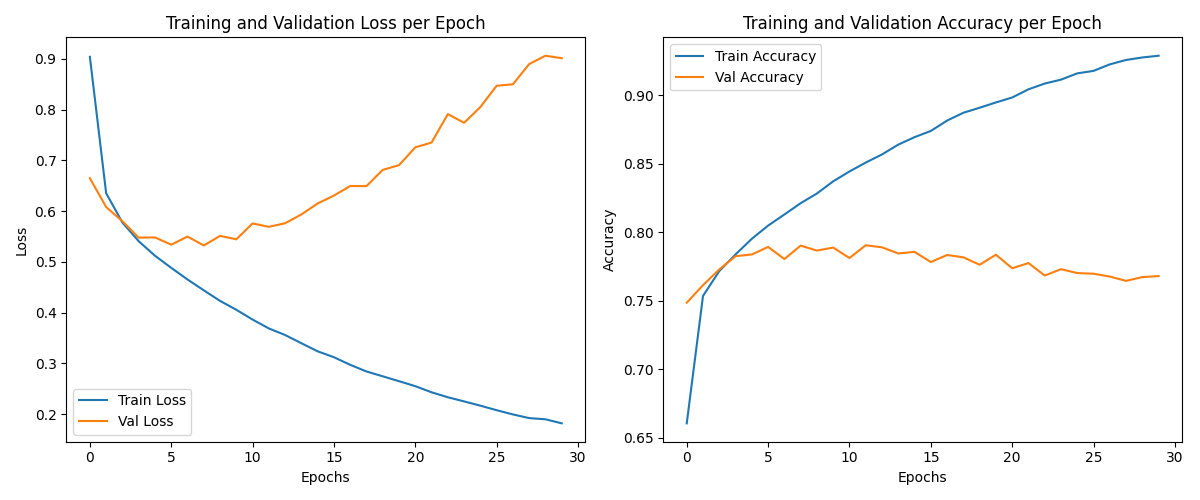 Training and Validation Loss per Epoch
0.9
0.8
0.7
0.6
0.5
0.4
0.3
0.2
Loss
Train Loss
Val Loss
0 5 10 15 20 25 30
Epochs
Training and Validation Accuracy per Epoch
Train Accuracy
Val Accuracy
0.90
0.85
0.80
0.75
0.70
0.65
Accuracy
0 5 10 15 20 25 30
Epochs